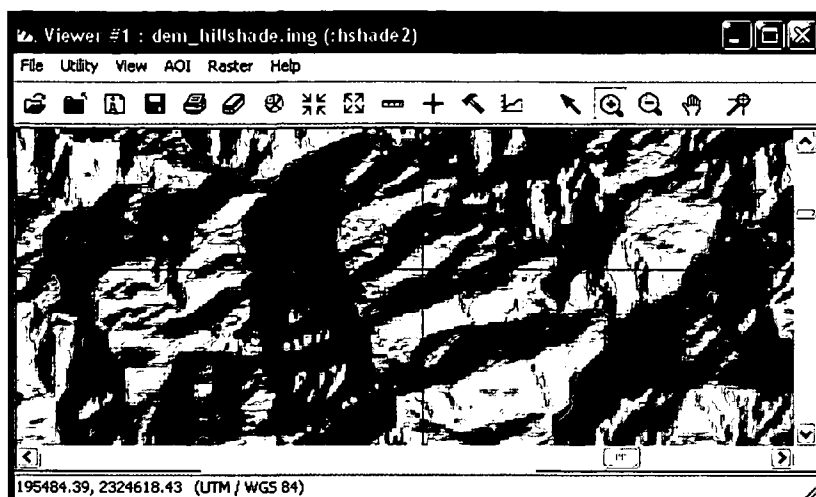 Viewer #1 : dem_hillshade.img (:hshade2)
File Utility View AOI Raster Help
195484.39, 2324618.43 (UTM / WGS 84)